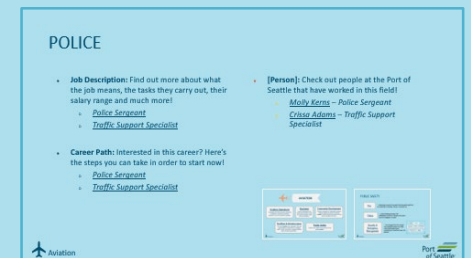 POLICE
Job Description: Find out more about what
the job means, the tasks they carry out, their
salary range and much more!
Police Sergeant
Traffic Support Specialist
Career Path: Interested in this career? Here's
the steps you can take in order to start now!
Police Sergeant
Traffic Support Specialist
[Person]: Check out people at the Port of
Seattle that have worked in this field!
Molly Kerns – Police Sergeant
Crissa Adams – Traffic Support
Specialist
AVIATION
Aviation
Port
of Seattle